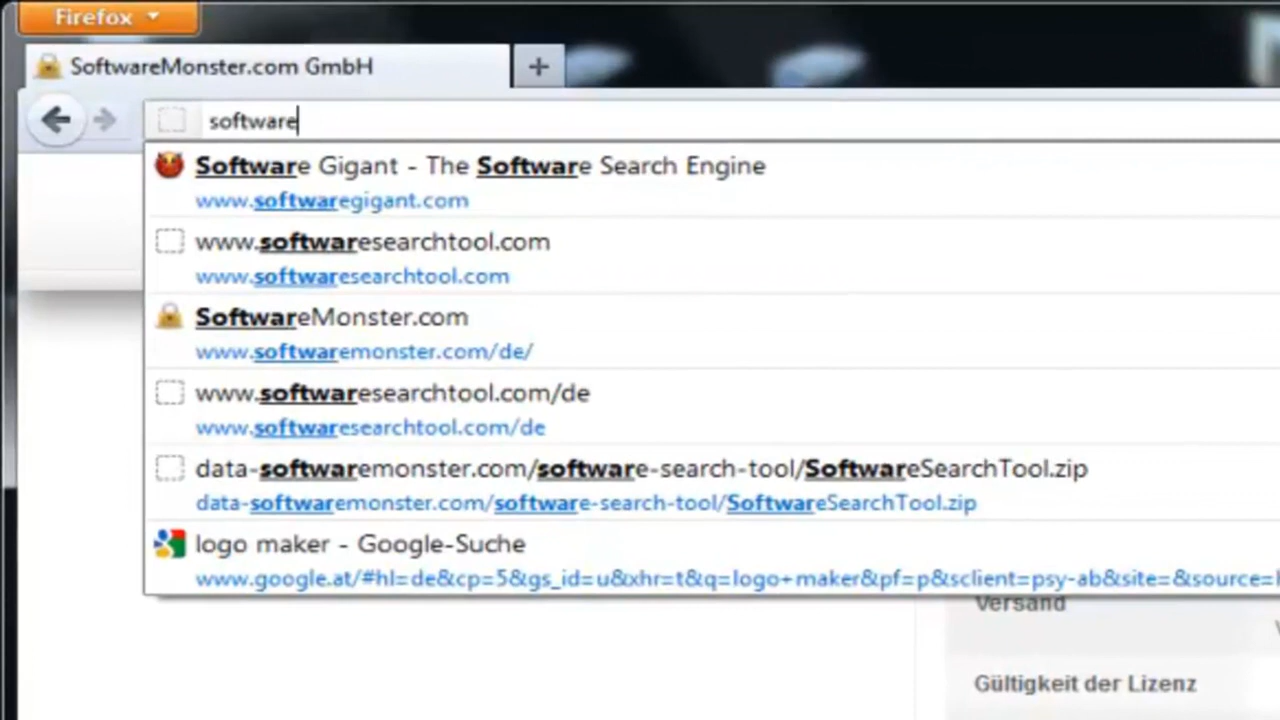 Firefox
SoftwareMonster.com GmbH
software
Software Gigant - The Software Search Engine
www.softwaregigant.com
www.softwaresearchtool.com
www.softwaresearchtool.com
SoftwareMonster.com
www.softwaremonster.com/de/
www.softwaresearchtool.com/de
www.softwaresearchtool.com/de
data-softwaremonster.com/software-search-tool/SoftwareSearchTool.zip
data-softwaremonster.com/software-search-tool/SoftwareSearchTool.zip
logo maker - Google-Suche
www.google.at/#hl=de&cp=5&gs_id=u&xhr=t&q=logo+maker&pf=p&sclient=psy-ab&site=&source=
Versand
Gültigkeit der Lizenz